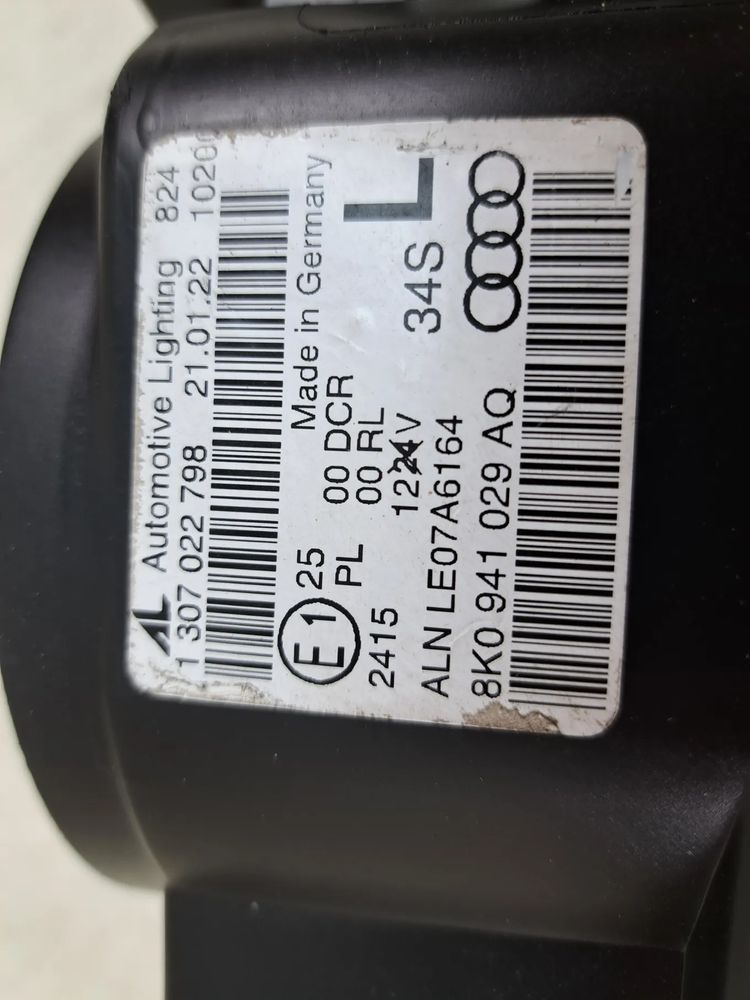 AL Automotive Lighting 824
1 307 022 798 21.01.22 1020
Made in Germany
E1 25 00 DCR
PL 00 RL L
2415 1224V
34S
ALN LE07A6164
8K0 941 029 AQ